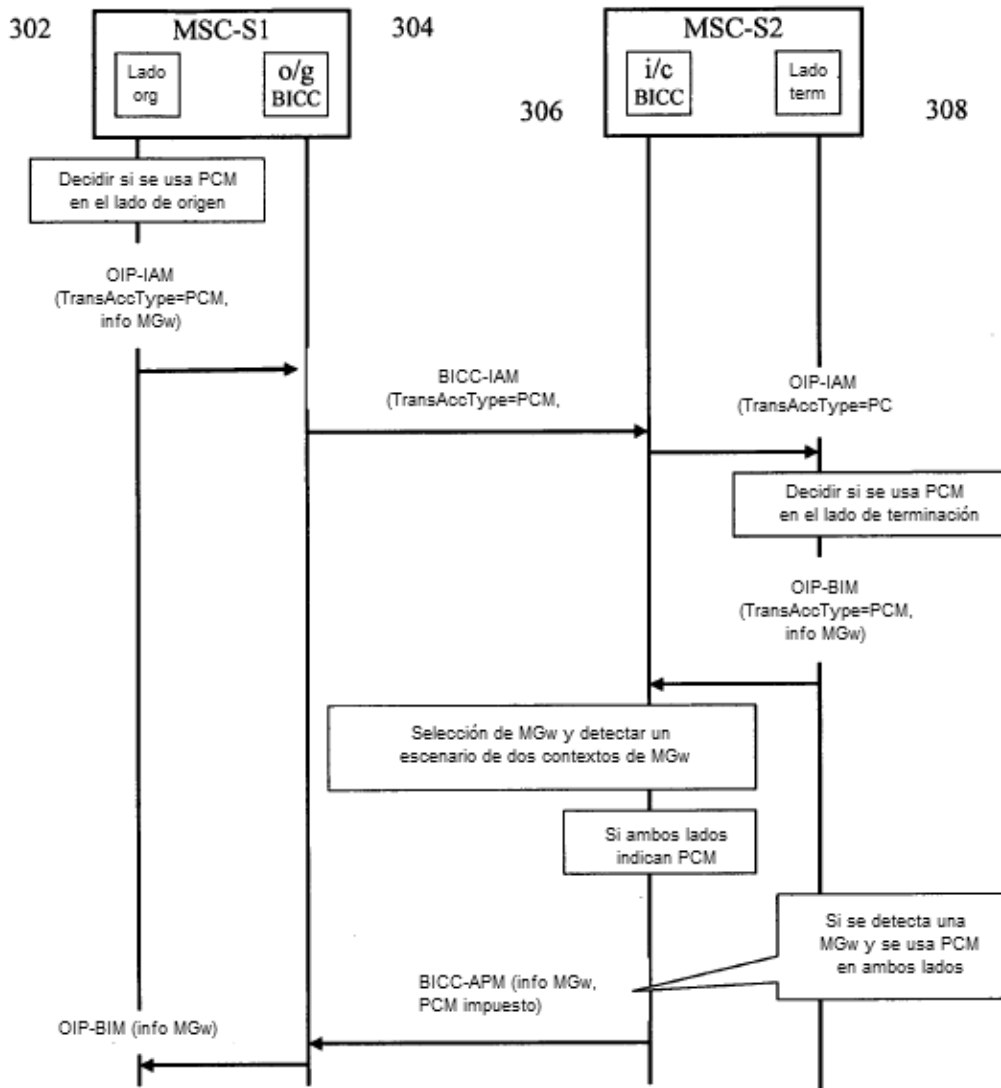 302
MSC-S1
304
MSC-S2
Lado
org
o/g
BICC
i/c
BICC
Lado
term
306
308
Decidir si se usa PCM
en el lado de origen
OIP-IAM
(TransAccType=PCM,
info MGw)
BICC-IAM
(TransAccType=PCM,
OIP-IAM
(TransAccType=PC
Decidir si se usa PCM
en el lado de terminación
OIP-BIM
(TransAccType=PCM,
info MGw)
Selección de MGw y detectar un
escenario de dos contextos de MGw
Si ambos lados
indican PCM
Si se detecta una
MGw y se usa PCM
en ambos lados
BICC-APM (info MGw,
PCM impuesto)
OIP-BIM (info MGw)